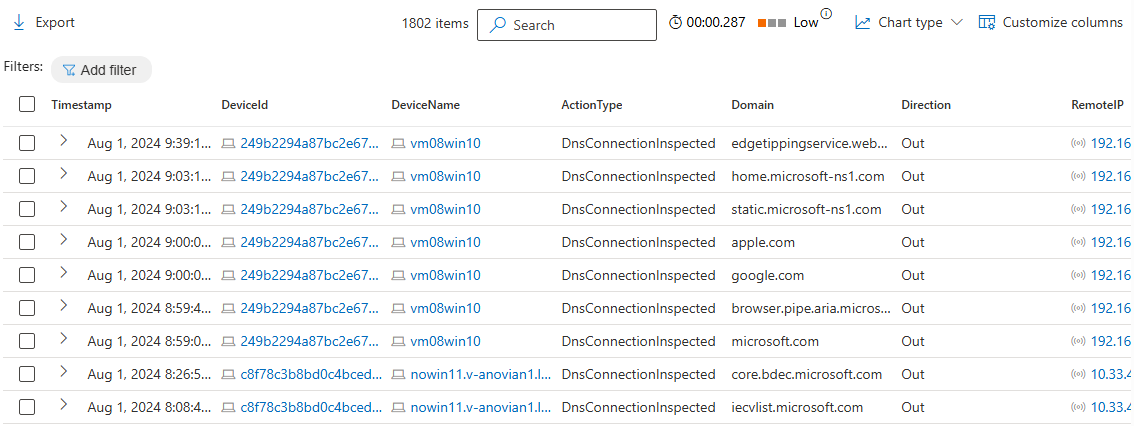 Export 1802 items Search 00:00.287 Low Chart type Customize columns
Filters: Add filter
Timestamp DeviceId DeviceName ActionType Domain Direction RemoteIP
Aug 1, 2024 9:39:1... 249b2294a87bc2e67... vm08win10 DnsConnectionInspected edgetippingservice.web... Out 192.16
Aug 1, 2024 9:03:1... 249b2294a87bc2e67... vm08win10 DnsConnectionInspected home.microsoft-ns1.com Out 192.16
Aug 1, 2024 9:03:1... 249b2294a87bc2e67... vm08win10 DnsConnectionInspected static.microsoft-ns1.com Out 192.16
Aug 1, 2024 9:00:0... 249b2294a87bc2e67... vm08win10 DnsConnectionInspected apple.com Out 192.16
Aug 1, 2024 9:00:0... 249b2294a87bc2e67... vm08win10 DnsConnectionInspected google.com Out 192.16
Aug 1, 2024 8:59:4... 249b2294a87bc2e67... vm08win10 DnsConnectionInspected browser.pipe.aria.micros... Out 192.16
Aug 1, 2024 8:59:0... 249b2294a87bc2e67... vm08win10 DnsConnectionInspected microsoft.com Out 192.16
Aug 1, 2024 8:26:5... c8f78c3b8bd0c4bced... nowin11.v-anovian1.l... DnsConnectionInspected core.bdec.microsoft.com Out 10.33.4
Aug 1, 2024 8:08:4... c8f78c3b8bd0c4bced... nowin11.v-anovian1.l... DnsConnectionInspected iecvlist.microsoft.com Out 10.33.4